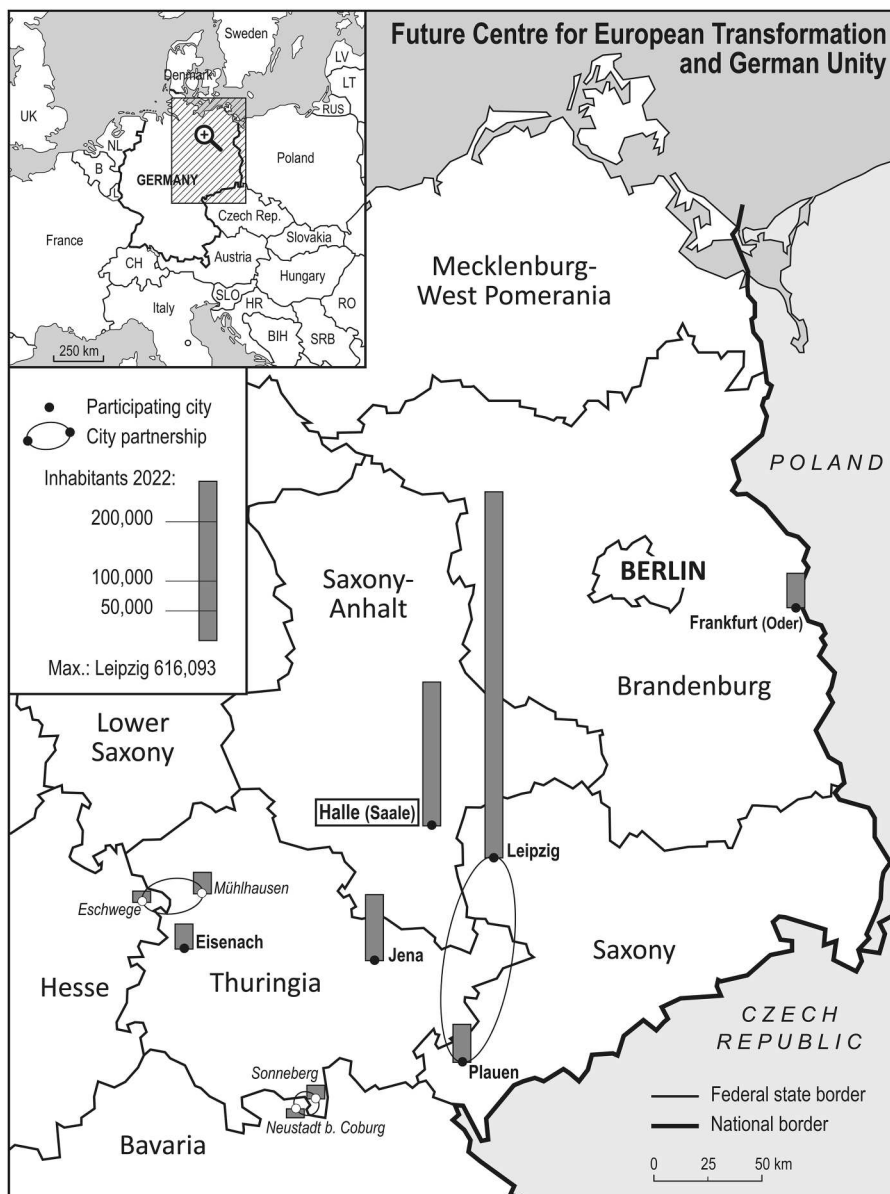 Future Centre for European Transformation
and German Unity
Sweden
Denmark
LV
LT
RUS
UK
NL
B
L
GERMANY
Poland
Czech Rep.
France
Slovakia
Austria
CH
Hungary
Italy
SLO
HR
RO
BIH
SRB
250 km
Participating city
City partnership
Inhabitants 2022:
200,000
100,000
50,000
Max.: Leipzig 616,093
Mecklenburg-
West Pomerania
POLAND
Saxony-
Anhalt
BERLIN
Frankfurt (Oder)
Brandenburg
Lower
Saxony
Halle (Saale)
Leipzig
Mühlhausen
Eschwege
Eisenach
Jena
Saxony
Hesse
Thuringia
CZECH
REPUBLIC
Plauen
Sonneberg
Neustadt b. Coburg
Bavaria
Federal state border
National border
0 25 50 km